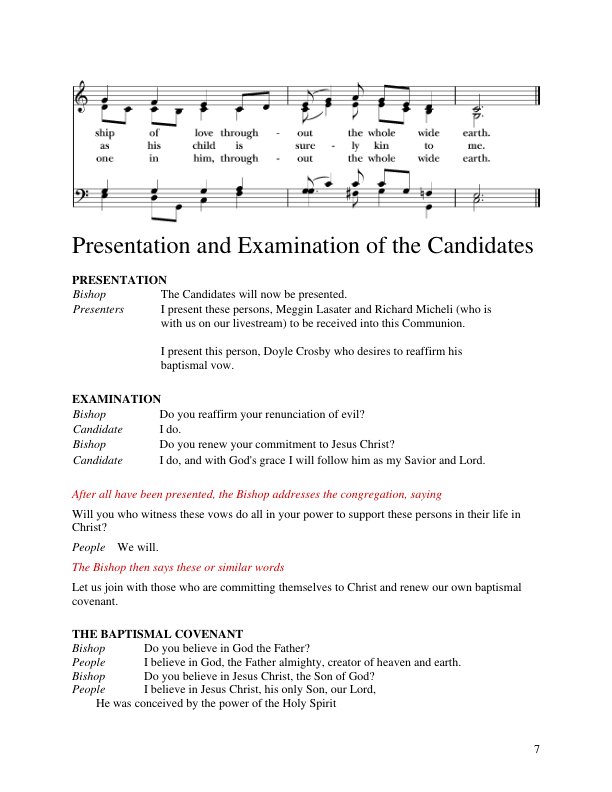 ship of love through - out the whole wide earth.
as his child is sure - ly kin to me.
one in him, through - out the whole wide earth.
Presentation and Examination of the Candidates
PRESENTATION
Bishop The Candidates will now be presented.
Presenters I present these persons, Meggin Lasater and Richard Micheli (who is
with us on our livestream) to be received into this Communion.
I present this person, Doyle Crosby who desires to reaffirm his
baptismal vow.
EXAMINATION
Bishop Do you reaffirm your renunciation of evil?
Candidate I do.
Bishop Do you renew your commitment to Jesus Christ?
Candidate I do, and with God's grace I will follow him as my Savior and Lord.
After all have been presented, the Bishop addresses the congregation, saying
Will you who witness these vows do all in your power to support these persons in their life in
Christ?
People We will.
The Bishop then says these or similar words
Let us join with those who are committing themselves to Christ and renew our own baptismal
covenant.
THE BAPTISMAL COVENANT
Bishop Do you believe in God the Father?
People I believe in God, the Father almighty, creator of heaven and earth.
Bishop Do you believe in Jesus Christ, the Son of God?
People I believe in Jesus Christ, his only Son, our Lord,
He was conceived by the power of the Holy Spirit
7